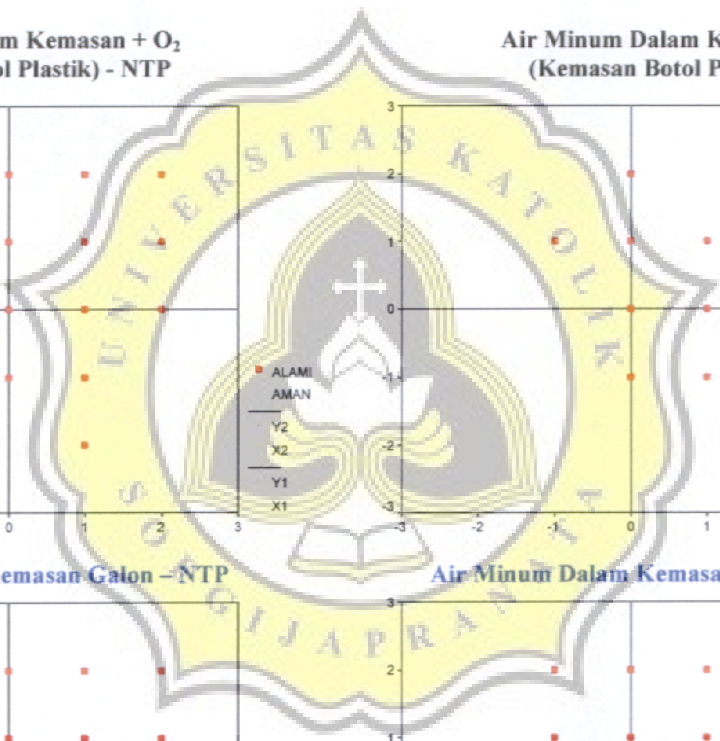 m Kemasan + O₂
ol Plastik) - NTP
Air Minum Dalam K
(Kemasan Botol P
UNIVERSITAS KATOLIK
SOEGIJAPRANATA
3
2
1
0
-1
-2
-3
ALAMI
AMAN
Y2
X2
Y1
X1
0 1 2 3
-3 -2 -1 0 1
emasan Galon – NTP
Air Minum Dalam Kemasa
3
2
1